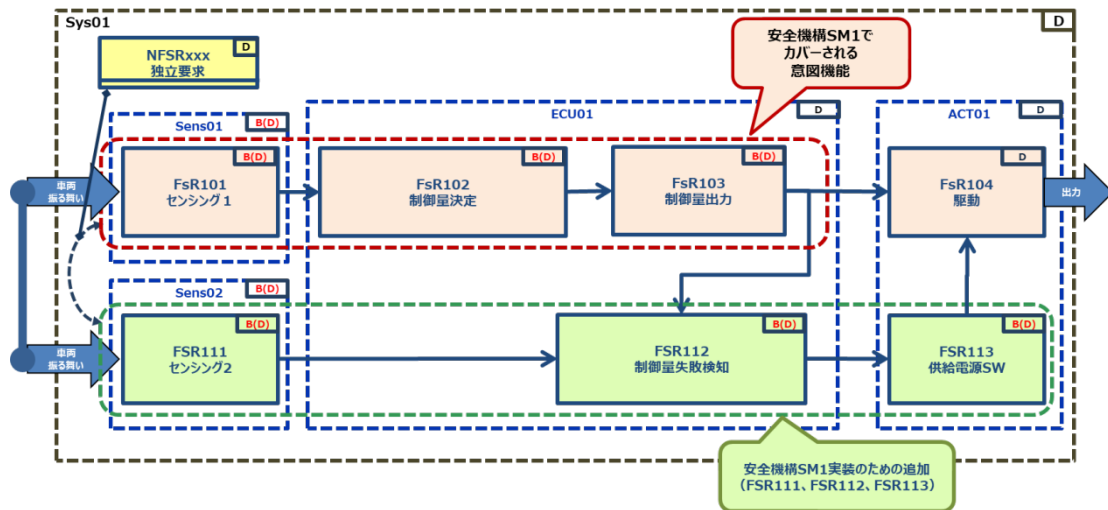 Sys01
D
NFSRxxx
D
独立要求
安全機構SM1で
カバーされる
意図機能
Sens01
B(D)
ECU01
D
ACT01
D
車両
振る舞い
FsR101
センシング１
B(D)
FsR102
制御量決定
B(D)
FsR103
制御量出力
B(D)
FsR104
駆動
D
出力
Sens02
B(D)
車両
振る舞い
FSR111
センシング2
B(D)
FSR112
制御量失敗検知
B(D)
FSR113
供給電源SW
B(D)
安全機構SM1実装のための追加
（FSR111、FSR112、FSR113）